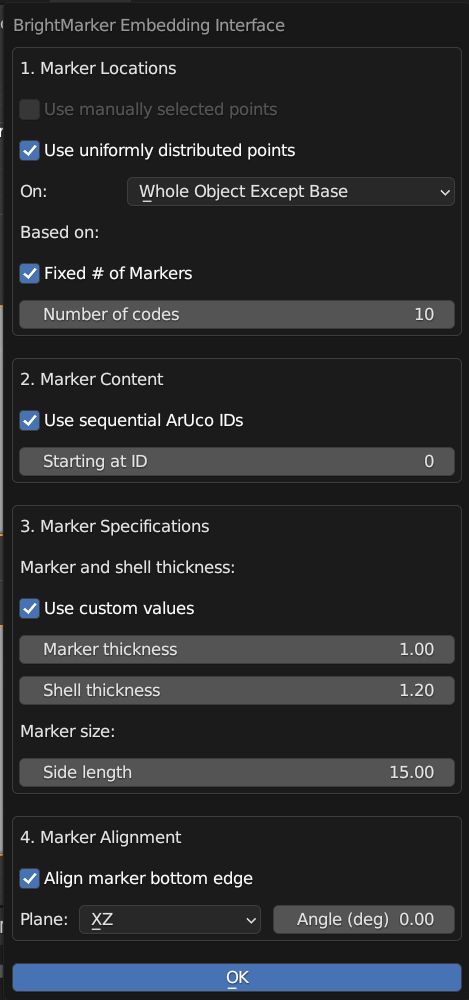 BrightMarker Embedding Interface
1. Marker Locations
Use manually selected points
Use uniformly distributed points
On: Whole Object Except Base
Based on:
Fixed # of Markers
Number of codes 10
2. Marker Content
Use sequential ArUco IDs
Starting at ID 0
3. Marker Specifications
Marker and shell thickness:
Use custom values
Marker thickness 1.00
Shell thickness 1.20
Marker size:
Side length 15.00
4. Marker Alignment
Align marker bottom edge
Plane: XZ Angle (deg) 0.00
OK